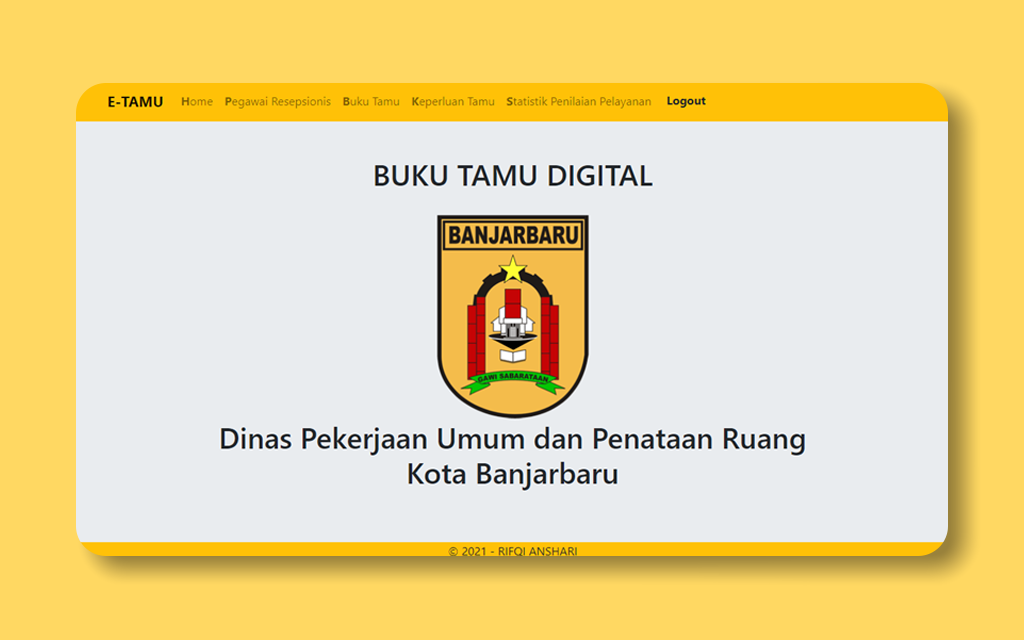 E-TAMU Home Pegawai Resepsionis Buku Tamu Keperluan Tamu Statistik Penilaian Pelayanan Logout
BUKU TAMU DIGITAL
BANJARBARU
GAWI SABARATAAN
Dinas Pekerjaan Umum dan Penataan Ruang
Kota Banjarbaru
© 2021 - RIFQI ANSHARI